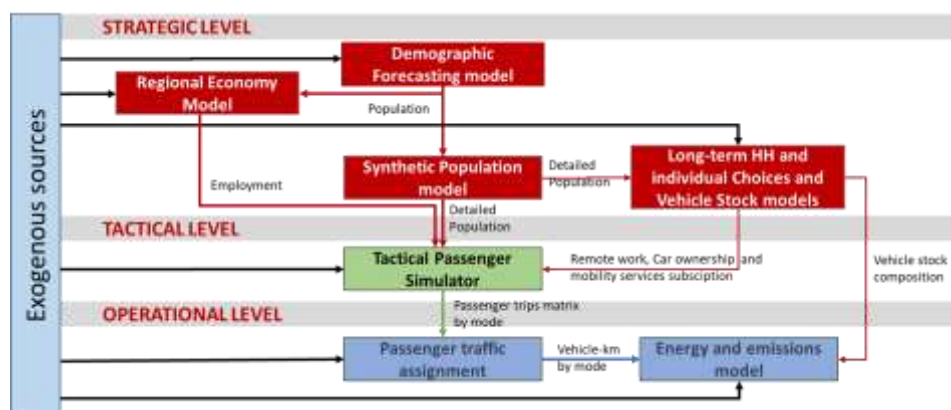 Exogenous sources
STRATEGIC LEVEL
Demographic
Forecasting model
Regional Economy
Model
Population
Synthetic Population
model
Detailed
Population
Long-term HH and
individual Choices and
Vehicle Stock models
Employment
Detailed
Population
TACTICAL LEVEL
Tactical Passenger
Simulator
Remote work, Car ownership and
mobility services subsciption
Vehicle stock
composition
Passenger trips matrix
by mode
OPERATIONAL LEVEL
Passenger traffic
assignment
Vehicle-km
by mode
Energy and emissions
model